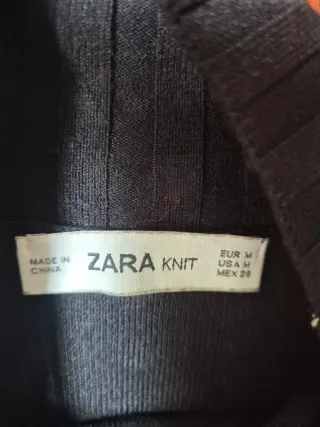 MADE IN
CHINA
ZARA KNIT
EUR M
USA M
MEX 28